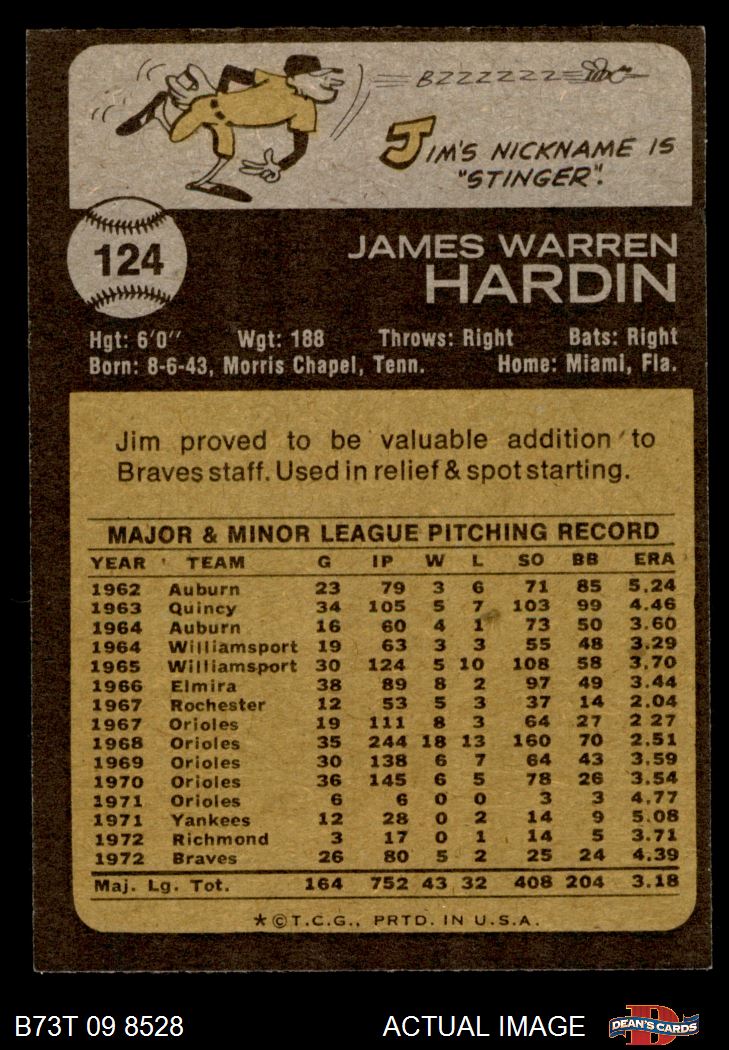 BZZZZZZZ
JIM'S NICKNAME IS
"STINGER".
124
JAMES WARREN
HARDIN
Hgt: 6'0" Wgt: 188 Throws: Right Bats: Right
Born: 8-6-43, Morris Chapel, Tenn. Home: Miami, Fla.
Jim proved to be valuable addition to
Braves staff. Used in relief & spot starting.
MAJOR & MINOR LEAGUE PITCHING RECORD
YEAR TEAM G IP W L SO BB ERA
1962 Auburn 23 79 3 6 71 85 5.24
1963 Quincy 34 105 5 7 103 99 4.46
1964 Auburn 16 60 4 1 73 50 3.60
1964 Williamsport 19 63 3 3 55 48 3.29
1965 Williamsport 30 124 5 10 108 58 3.70
1966 Elmira 38 89 8 2 97 49 3.44
1967 Rochester 12 53 5 3 37 14 2.04
1967 Orioles 19 111 8 3 64 27 2 27
1968 Orioles 35 244 18 13 160 70 2.51
1969 Orioles 30 138 6 7 64 43 3.59
1970 Orioles 36 145 6 5 78 26 3.54
1971 Orioles 6 6 0 0 3 3 4.77
1971 Yankees 12 28 0 2 14 9 5.08
1972 Richmond 3 17 0 1 14 5 3.71
1972 Braves 26 80 5 2 25 24 4.39
Maj. Lg. Tot. 164 752 43 32 408 204 3.18
*©T.C.G., PRTD. IN U.S.A.
B73T 09 8528 ACTUAL IMAGE DEAN'S CARDS